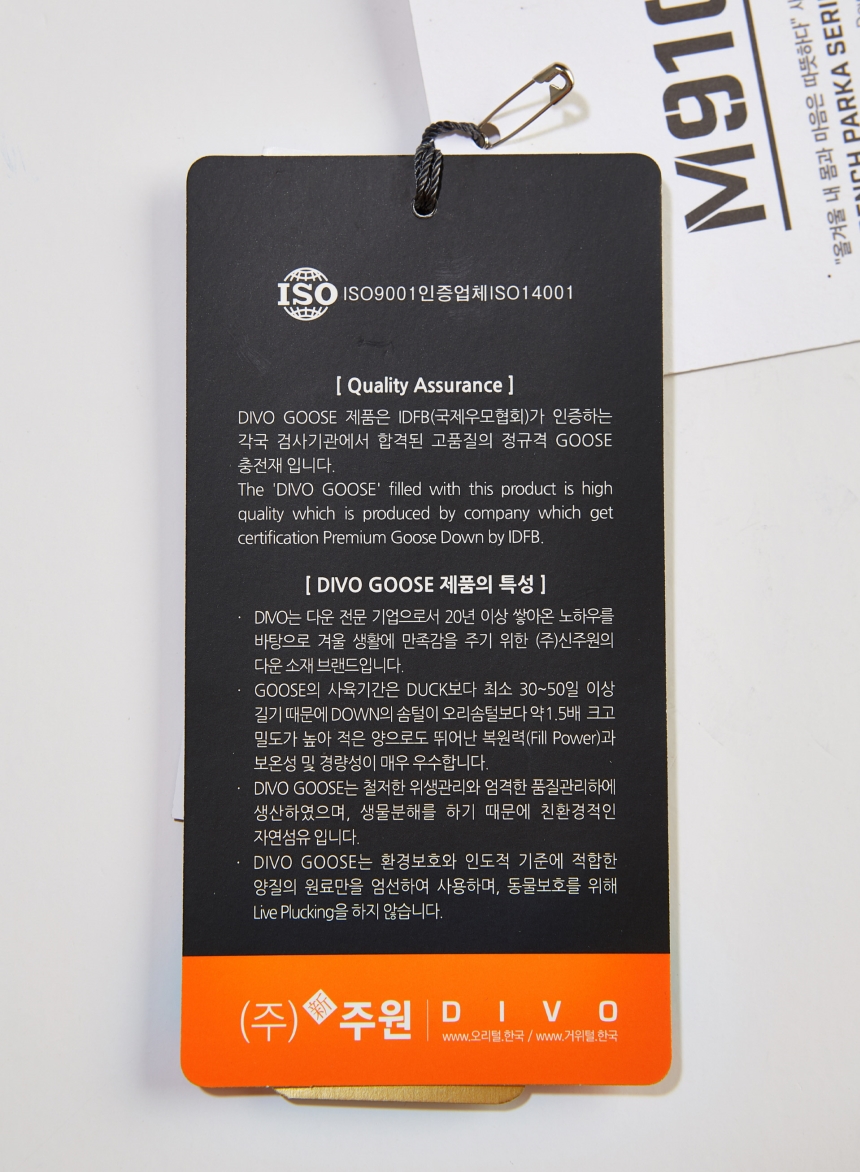 M910
"올겨울 내 몸과 마음은 따뜻하다"
BENCH PARKA SERI
ISO ISO9001인증업체ISO14001
[ Quality Assurance ]
DIVO GOOSE 제품은 IDFB(국제우모협회)가 인증하는
각국 검사기관에서 합격된 고품질의 정규격 GOOSE
충전재 입니다.
The 'DIVO GOOSE' filled with this product is high
quality which is produced by company which get
certification Premium Goose Down by IDFB.
[ DIVO GOOSE 제품의 특성 ]
· DIVO는 다운 전문 기업으로서 20년 이상 쌓아온 노하우를
바탕으로 겨울 생활에 만족감을 주기 위한 (주)신주원의
다운 소재 브랜드입니다.
· GOOSE의 사육기간은 DUCK보다 최소 30~50일 이상
길기 때문에 DOWN의 솜털이 오리솜털보다 약1.5배 크고
밀도가 높아 적은 양으로도 뛰어난 복원력(Fill Power)과
보온성 및 경량성이 매우 우수합니다.
· DIVO GOOSE는 철저한 위생관리와 엄격한 품질관리하에
생산하였으며, 생물분해를 하기 때문에 친환경적인
자연섬유 입니다.
· DIVO GOOSE는 환경보호와 인도적 기준에 적합한
양질의 원료만을 엄선하여 사용하며, 동물보호를 위해
Live Plucking을 하지 않습니다.
(주)新주원 DIVO
www.오리털.한국 / www.거위털.한국